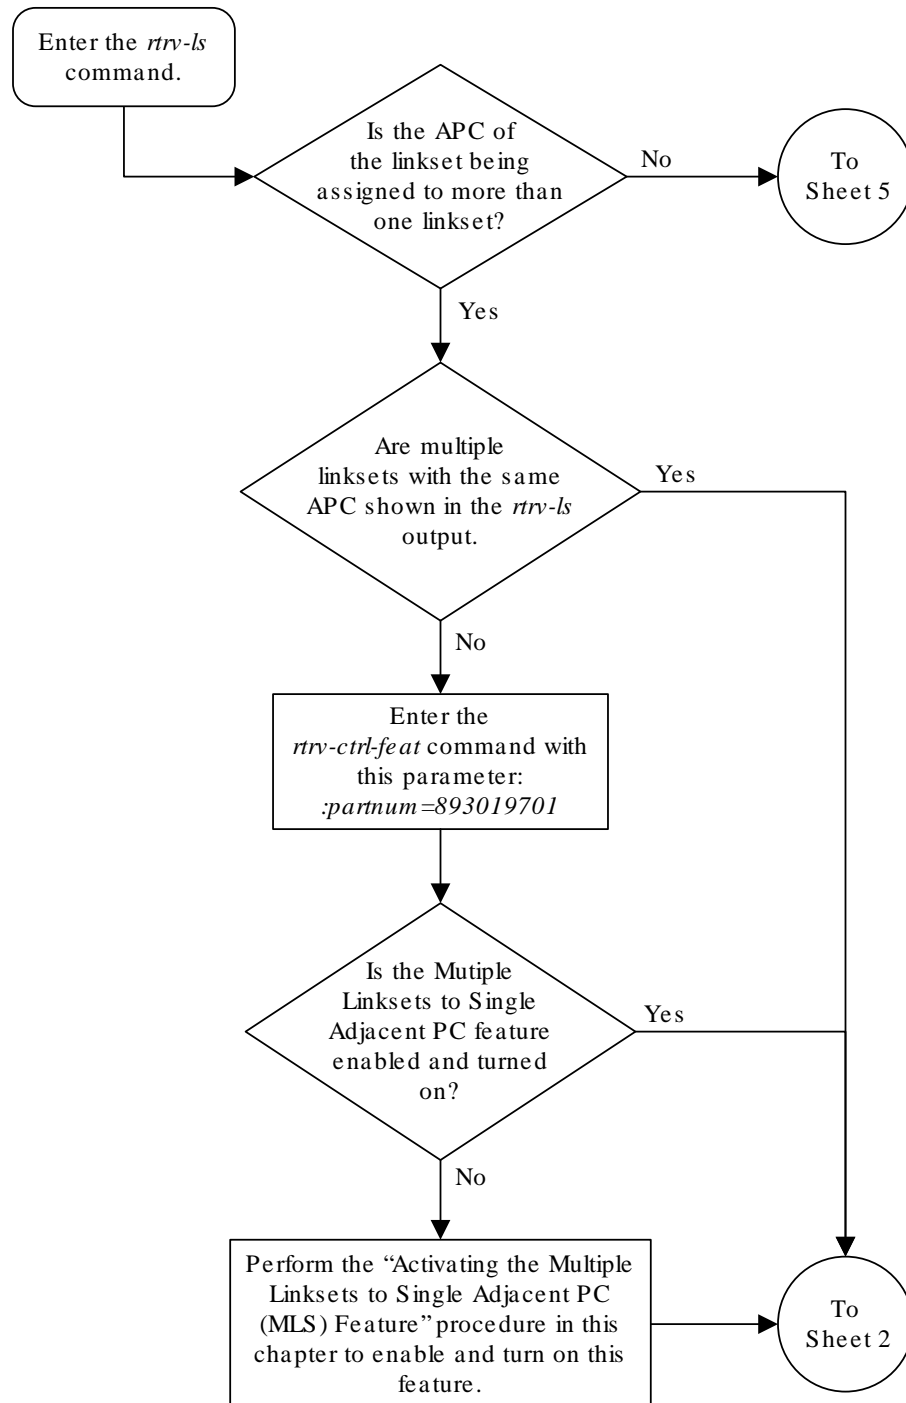 Enter the rtrv-ls
command.
Is the APC of
the linkset being
assigned to more than
one linkset?
No
To
Sheet 5
Yes
Are multiple
linksets with the same
APC shown in the rtrv-ls
output.
Yes
No
Enter the
rtrv-ctrl-feat command with
this parameter:
:partnum=893019701
Is the Mutiple
Linksets to Single
Adjacent PC feature
enabled and turned
on?
Yes
No
Perform the “Activating the Multiple
Linksets to Single Adjacent PC
(MLS) Feature” procedure in this
chapter to enable and turn on this
feature.
To
Sheet 2